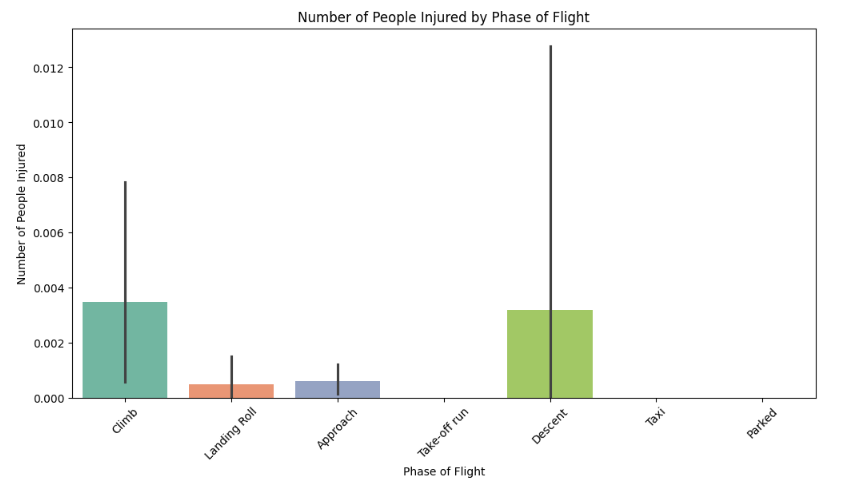 Number of People Injured by Phase of Flight
Number of People Injured
0.012
0.010
0.008
0.006
0.004
0.002
0.000
Climb
Landing Roll
Approach
Take-off run
Descent
Taxi
Parked
Phase of Flight